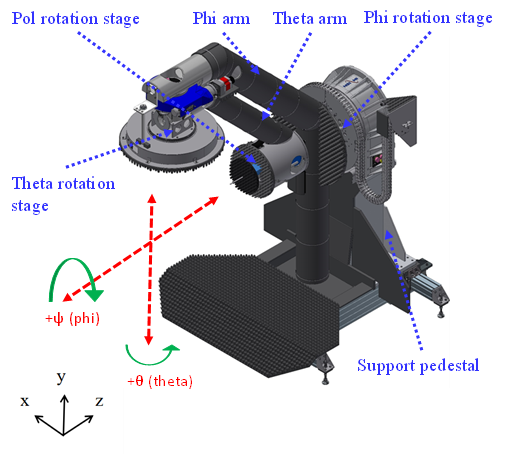 Pol rotation stage
Phi arm
Theta arm
Phi rotation stage
Theta rotation
stage
+ψ (phi)
+θ (theta)
Support pedestal
y
x
z